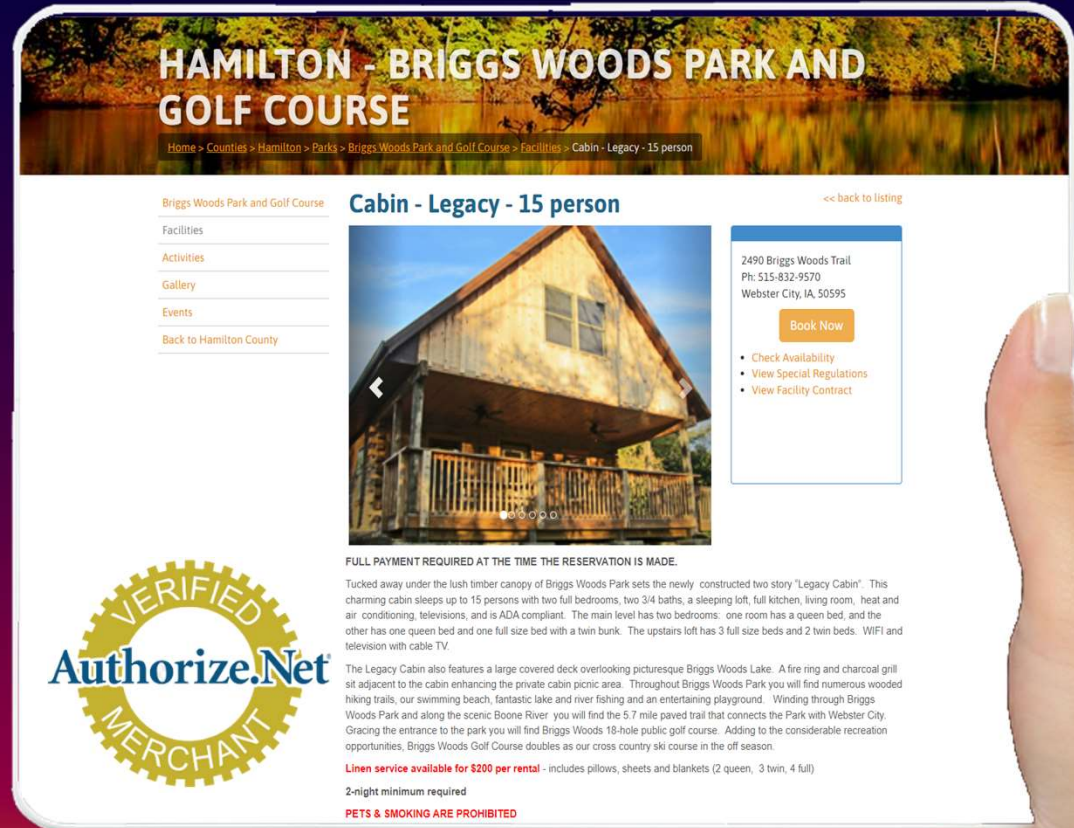 HAMILTON - BRIGGS WOODS PARK AND
GOLF COURSE
Home > Counties > Hamilton > Parks > Briggs Woods Park and Golf Course > Facilities > Cabin - Legacy - 15 person
Briggs Woods Park and Golf Course
Facilities
Activities
Gallery
Events
Back to Hamilton County
Cabin - Legacy - 15 person
<< back to listing
2490 Briggs Woods Trail
Ph: 515-832-9570
Webster City, IA, 50595
Book Now
• Check Availability
• View Special Regulations
• View Facility Contract
FULL PAYMENT REQUIRED AT THE TIME THE RESERVATION IS MADE.
Tucked away under the lush timber canopy of Briggs Woods Park sets the newly constructed two story "Legacy Cabin". This
charming cabin sleeps up to 15 persons with two full bedrooms, two 3/4 baths, a sleeping loft, full kitchen, living room, heat and
air conditioning, televisions, and is ADA compliant. The main level has two bedrooms: one room has a queen bed, and the
other has one queen bed and one full size bed with a twin bunk. The upstairs loft has 3 full size beds and 2 twin beds. WIFI and
television with cable TV.
The Legacy Cabin also features a large covered deck overlooking picturesque Briggs Woods Lake. A fire ring and charcoal grill
sit adjacent to the cabin enhancing the private cabin picnic area. Throughout Briggs Woods Park you will find numerous wooded
hiking trails, our swimming beach, fantastic lake and river fishing and an entertaining playground. Winding through Briggs
Woods Park and along the scenic Boone River you will find the 5.7 mile paved trail that connects the Park with Webster City.
Gracing the entrance to the park you will find Briggs Woods 18-hole public golf course. Adding to the considerable recreation
opportunities, Briggs Woods Golf Course doubles as our cross country ski course in the off season.
Linen service available for $200 per rental - includes pillows, sheets and blankets (2 queen, 3 twin, 4 full)
2-night minimum required
PETS & SMOKING ARE PROHIBITED
VERIFIED
Authorize.Net
MERCHANT